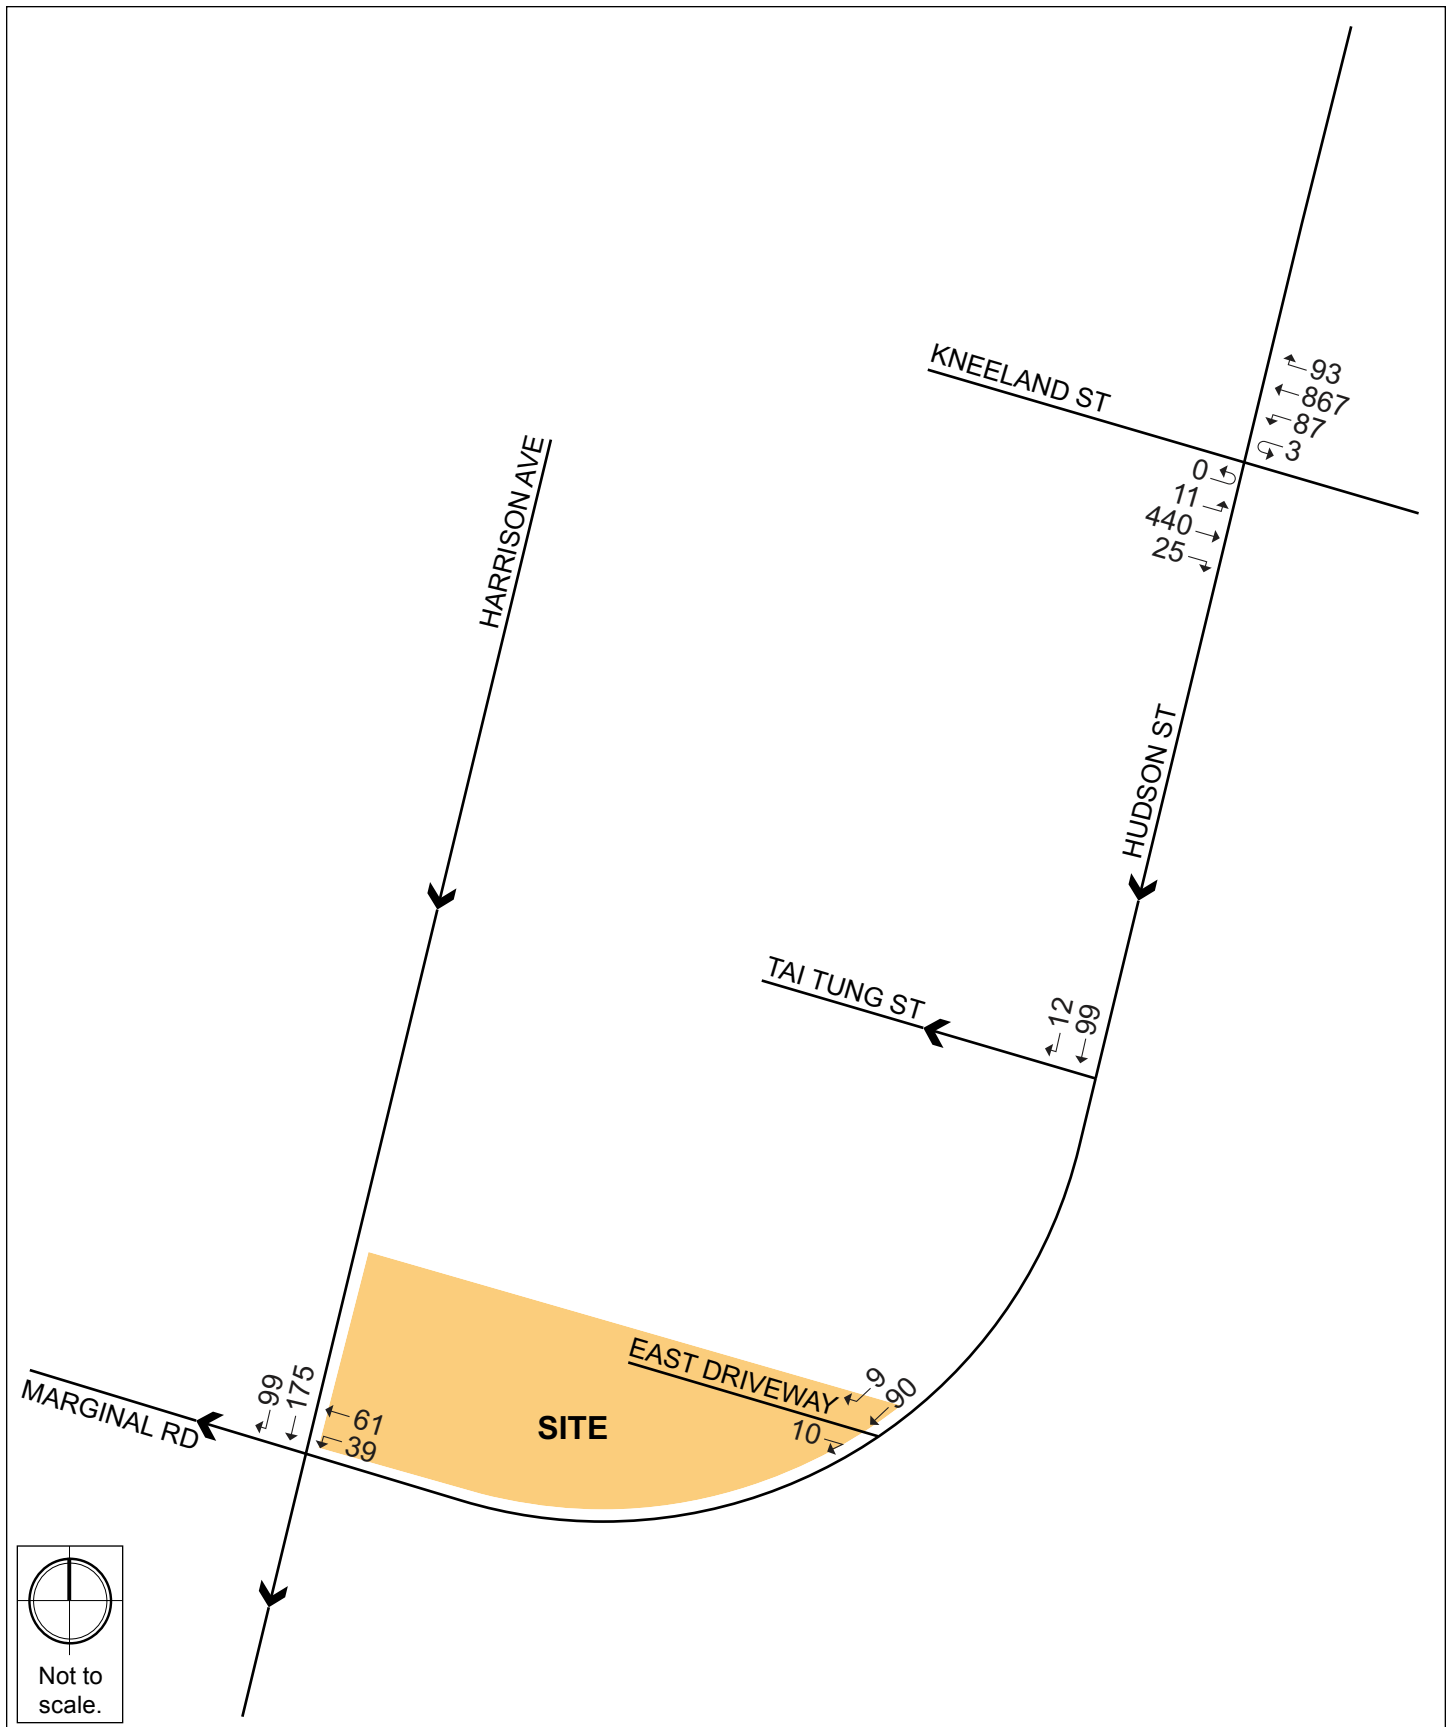 93
867
87
3
KNEELAND ST
0
11
440
25
HARRISON AVE
HUDSON ST
TAI TUNG ST
12
99
EAST DRIVEWAY
9
90
10
SITE
99
175
61
39
MARGINAL RD
Not to
scale.